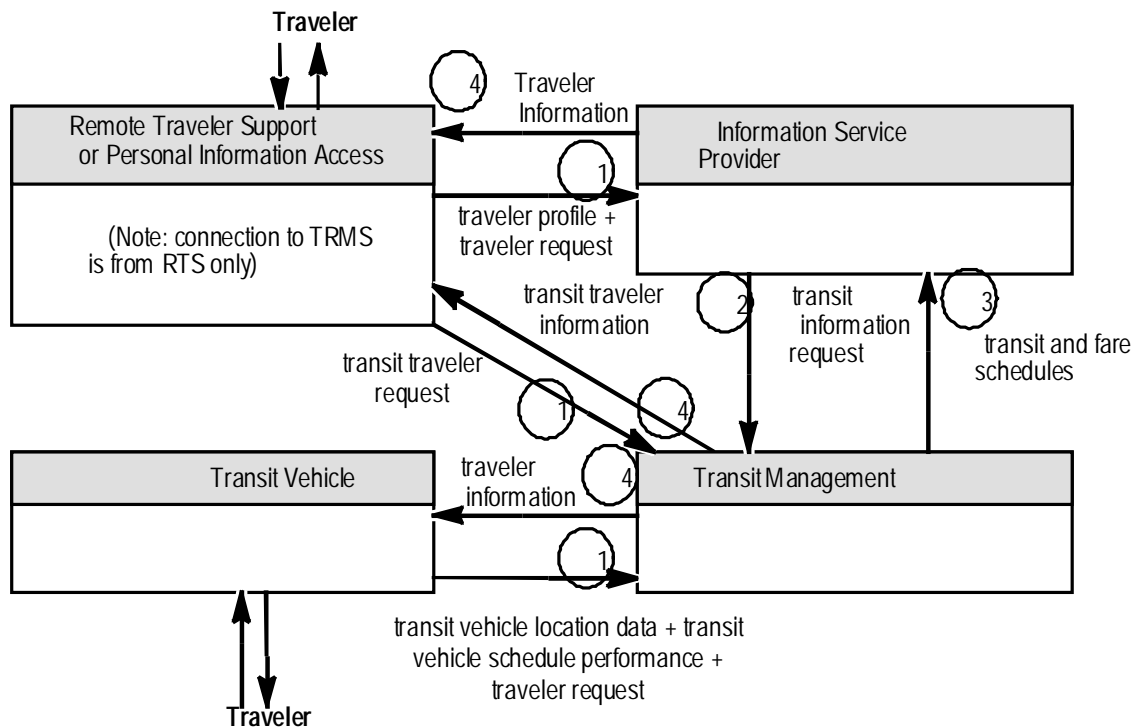 Traveler
4
Traveler
Information
Remote Traveler Support
or Personal Information Access
Information Service
Provider
1
traveler profile +
traveler request
(Note: connection to TRMS
is from RTS only)
transit traveler
information
2
transit
information
request
3
transit and fare
schedules
transit traveler
request
1
4
Transit Vehicle
traveler
information
4
Transit Management
1
transit vehicle location data + transit
vehicle schedule performance +
traveler request
Traveler